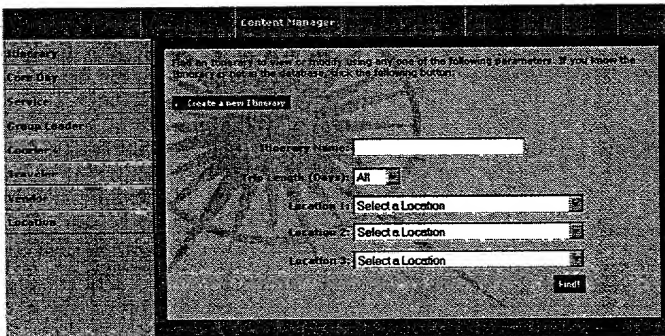 Content Manager
Itinerary
Core Day
Service
Group Leader
Traveler
Vendor
Location
an Itinerary to view or modify using any one of the following parameters. If you know the
Itinerary is not in the database, click the following button:
Create a new Itinerary
Itinerary Name:
Trip Length (Days): All
Location 1: Select a Location
Location 2: Select a Location
Location 3: Select a Location
Find!